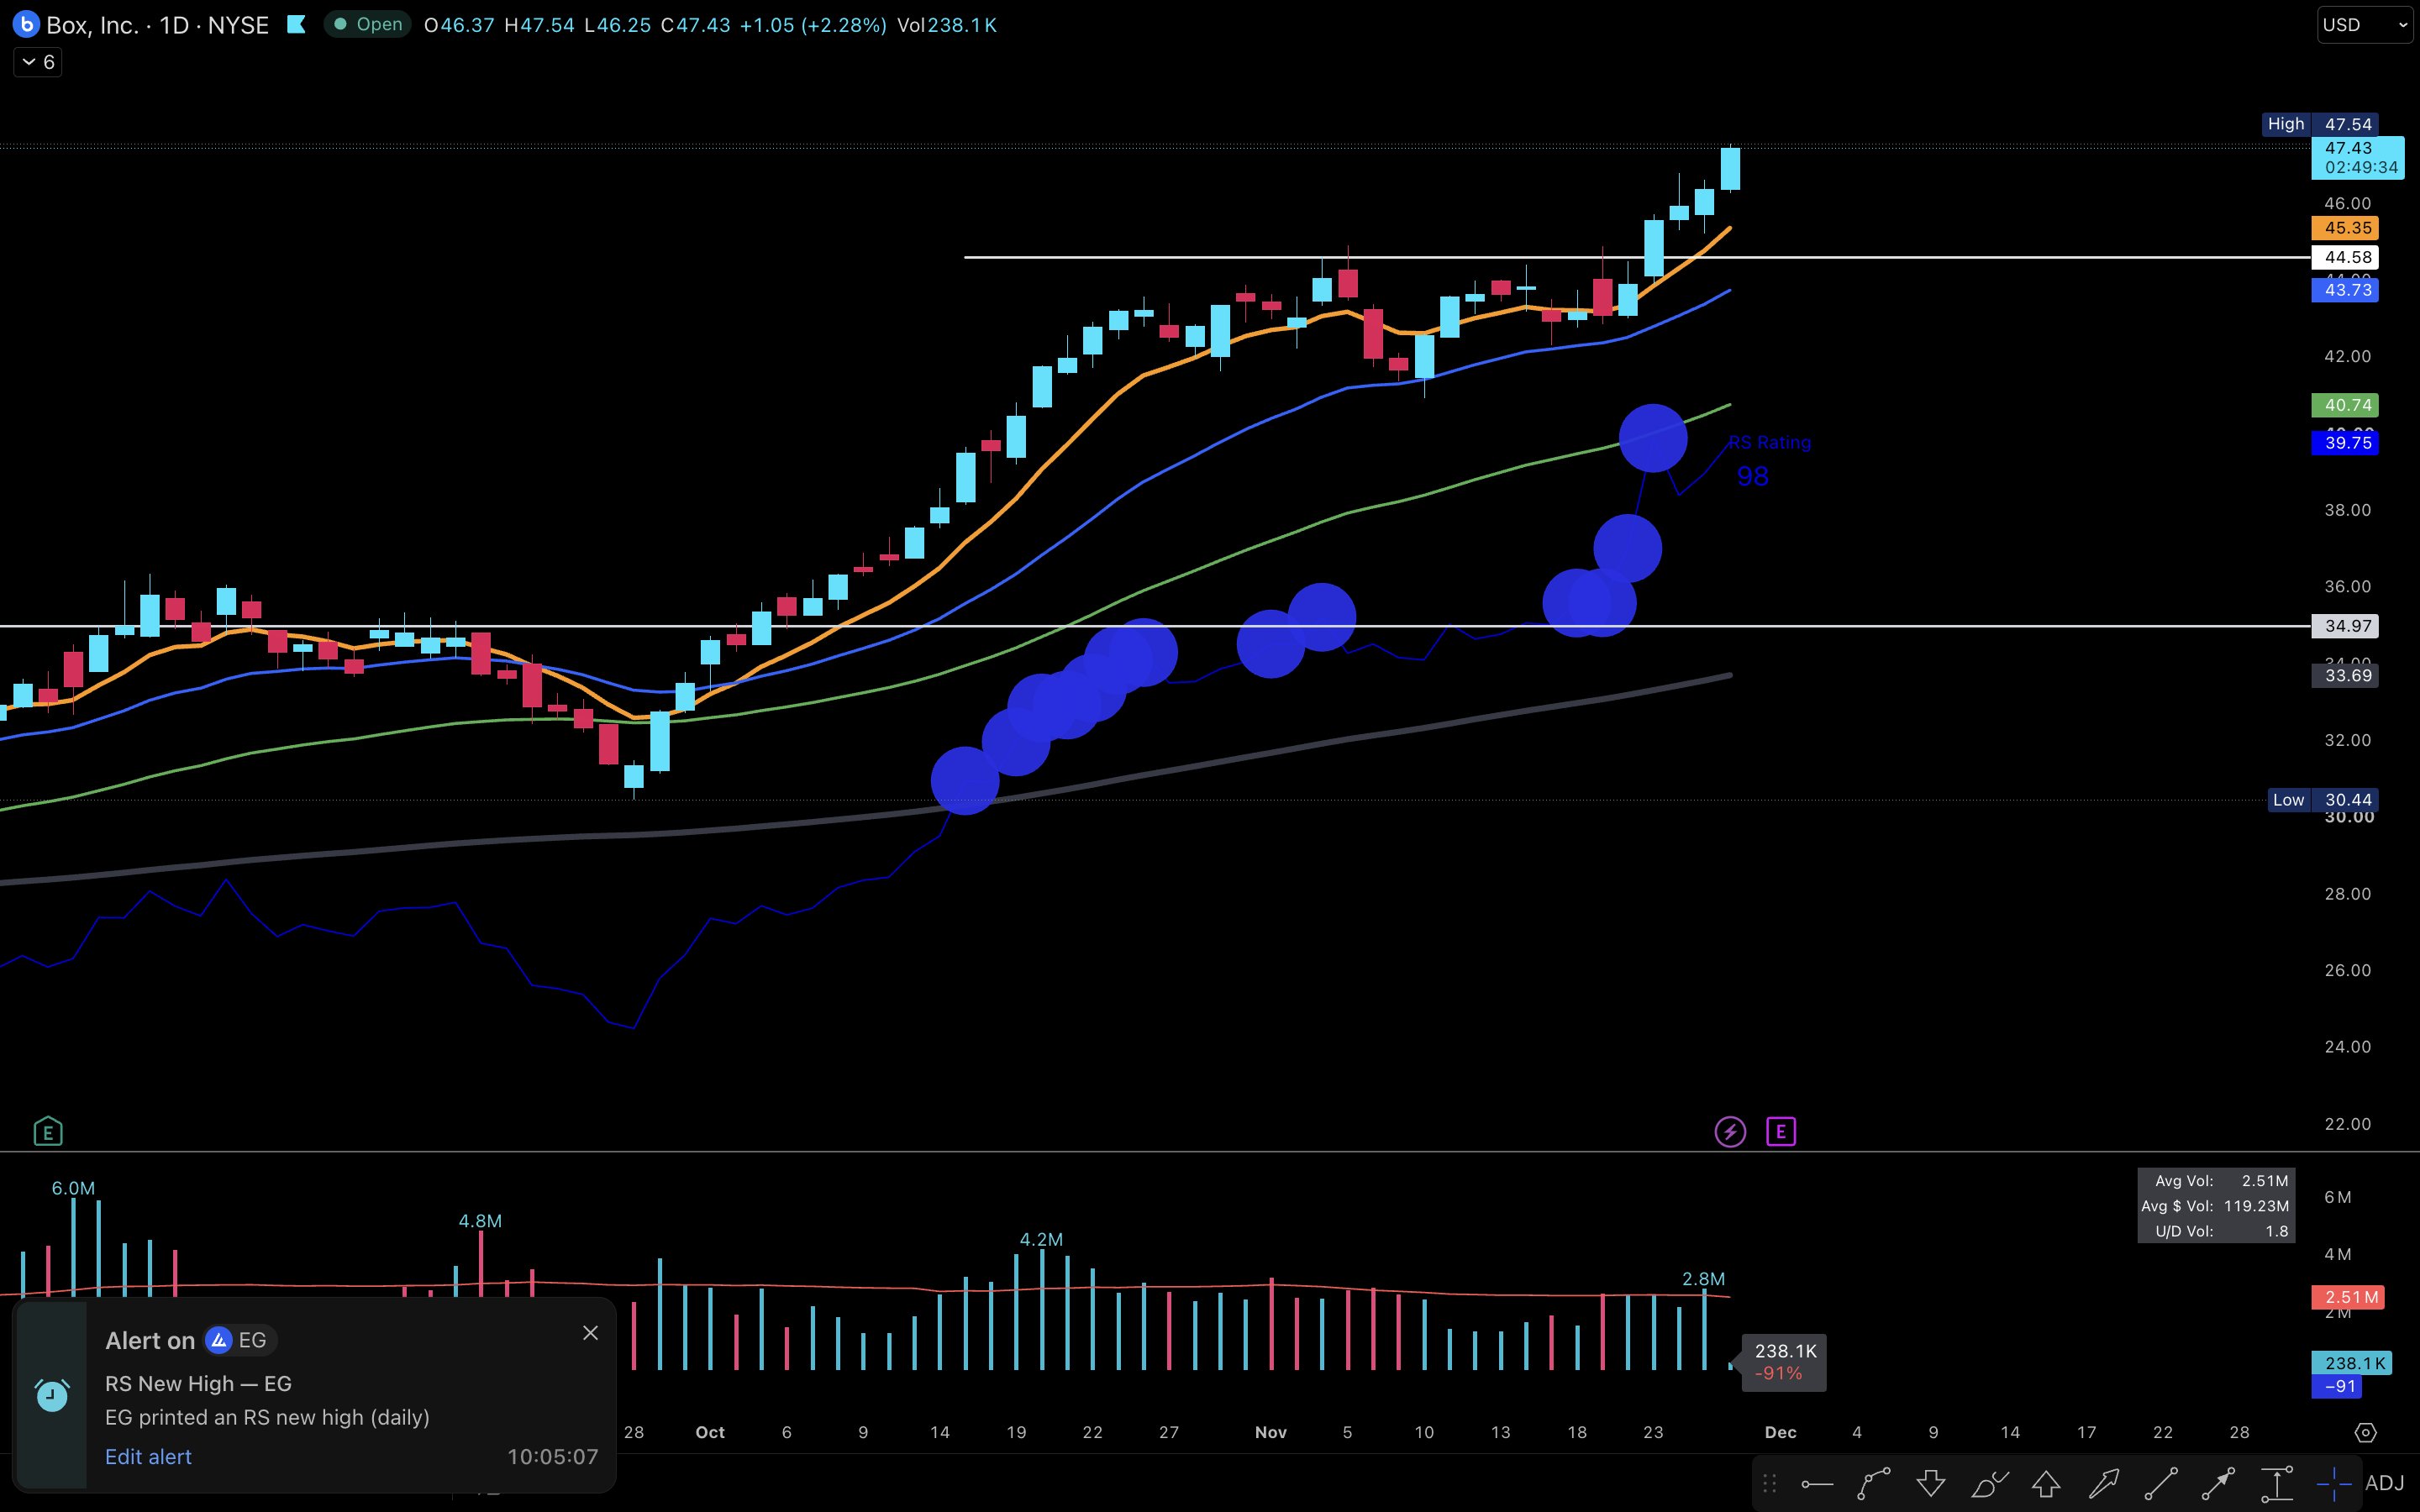 Box, Inc. · 1D · NYSE Open O46.37 H47.54 L46.25 C47.43 +1.05 (+2.28%) Vol238.1K
USD
6
High 47.54
47.43
02:49:34
46.00
45.35
44.58
43.73
42.00
40.74
39.75
RS Rating
98
38.00
36.00
34.97
34.00
33.69
32.00
Low 30.44
30.00
28.00
26.00
24.00
22.00
E
E
6.0M
4.8M
4.2M
2.8M
Avg Vol: 2.51M
Avg $ Vol: 119.23M
U/D Vol: 1.8
6 M
4 M
2.51M
2 M
238.1K
-91%
238.1K
−91
Alert on EG
RS New High — EG
EG printed an RS new high (daily)
Edit alert 10:05:07
28 Oct 6 9 14 19 22 27 Nov 5 10 13 18 23 Dec 4 9 14 17 22 28
ADJ